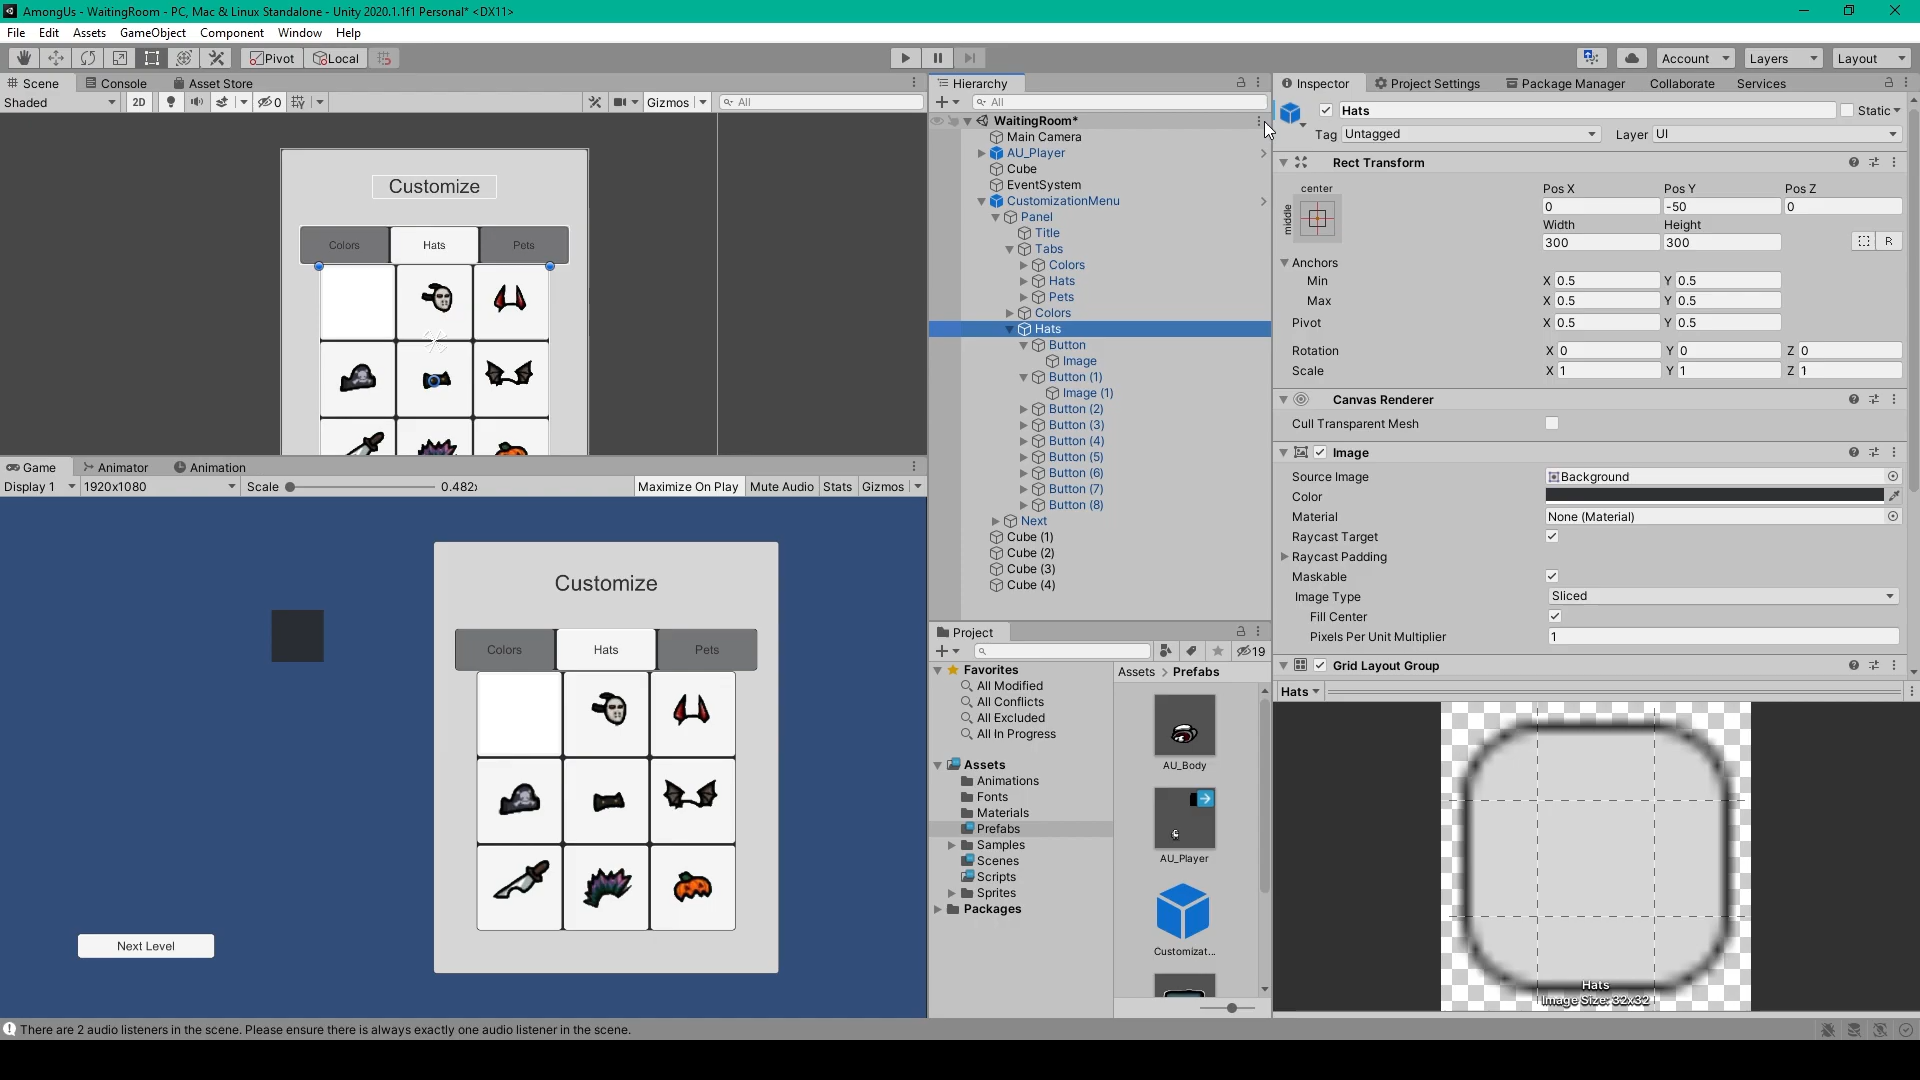 AmongUs - WaitingRoom - PC, Mac & Linux Standalone - Unity 2020.1.1f1 Personal* <DX11>
File Edit Assets GameObject Component Window Help
Pivot Local Account Layers Layout
Scene Console Asset Store
Shaded 2D 0 Gizmos All
Customize
Colors Hats Pets
Game Animator Animation
Display 1 1920x1080 Scale 0.482x Maximize On Play Mute Audio Stats Gizmos
Customize
Colors Hats Pets
Next Level
Hierarchy
All
WaitingRoom*
Main Camera
AU_Player
Cube
EventSystem
CustomizationMenu
Panel
Title
Tabs
Colors
Hats
Pets
Colors
Hats
Button
Image
Button (1)
Image (1)
Button (2)
Button (3)
Button (4)
Button (5)
Button (6)
Button (7)
Button (8)
Next
Cube (1)
Cube (2)
Cube (3)
Cube (4)
Project
19
Favorites
All Modified
All Conflicts
All Excluded
All In Progress
Assets
Animations
Fonts
Materials
Prefabs
Samples
Scenes
Scripts
Sprites
Packages
Assets > Prefabs
AU_Body
AU_Player
Customizat...
Inspector Project Settings Package Manager Collaborate Services
Hats Static
Tag Untagged Layer UI
Rect Transform
center
middle
Pos X Pos Y Pos Z
0 -50 0
Width Height
300 300 R
Anchors
Min X 0.5 Y 0.5
Max X 0.5 Y 0.5
Pivot X 0.5 Y 0.5
Rotation X 0 Y 0 Z 0
Scale X 1 Y 1 Z 1
Canvas Renderer
Cull Transparent Mesh
Image
Source Image Background
Color
Material None (Material)
Raycast Target
Raycast Padding
Maskable
Image Type Sliced
Fill Center
Pixels Per Unit Multiplier 1
Grid Layout Group
Hats
Hats
Image Size: 32x32
There are 2 audio listeners in the scene. Please ensure there is always exactly one audio listener in the scene.